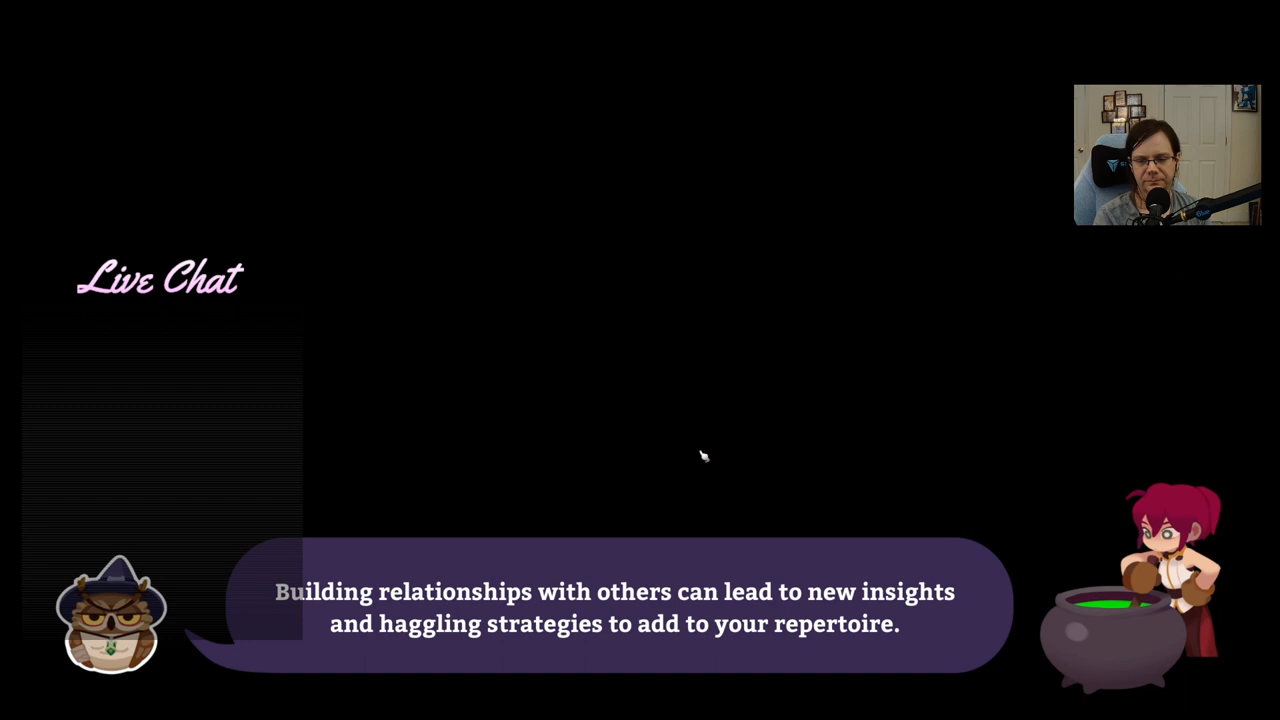 Live Chat
Building relationships with others can lead to new insights
and haggling strategies to add to your repertoire.